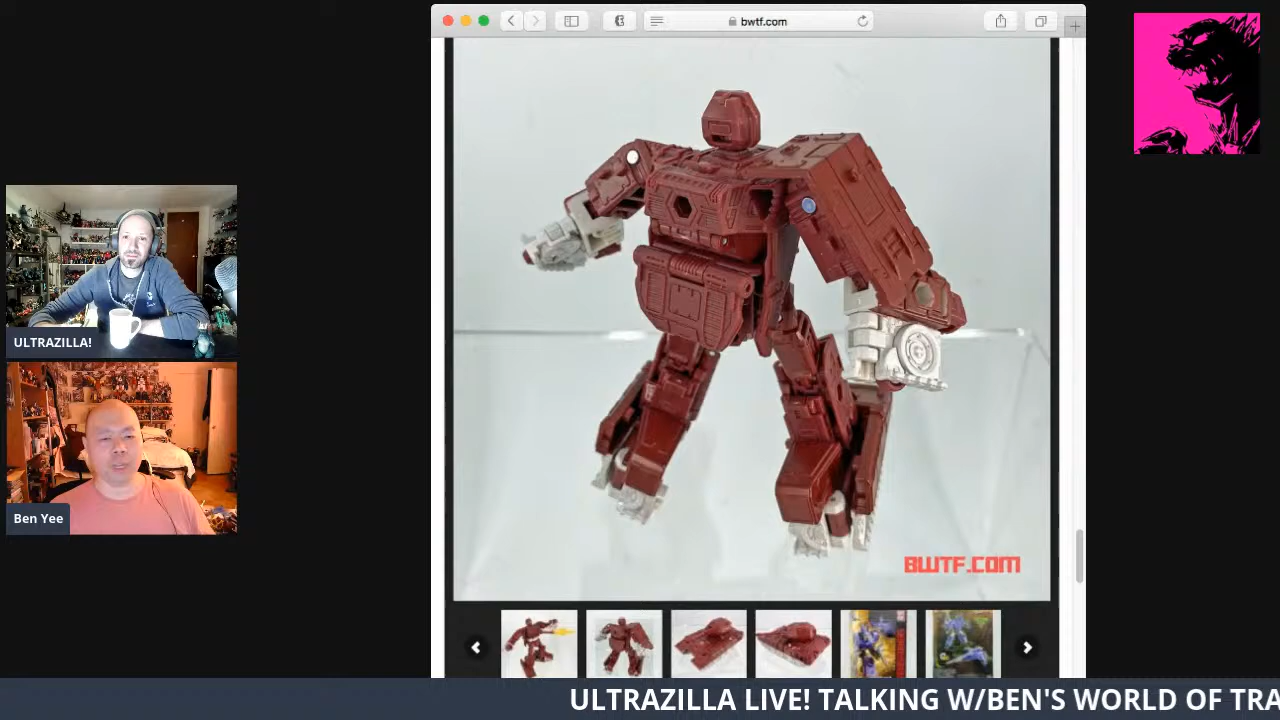 bwtf.com
ULTRAZILLA!
Ben Yee
BWTF.COM
ULTRAZILLA LIVE! TALKING W/BEN'S WORLD OF TRA